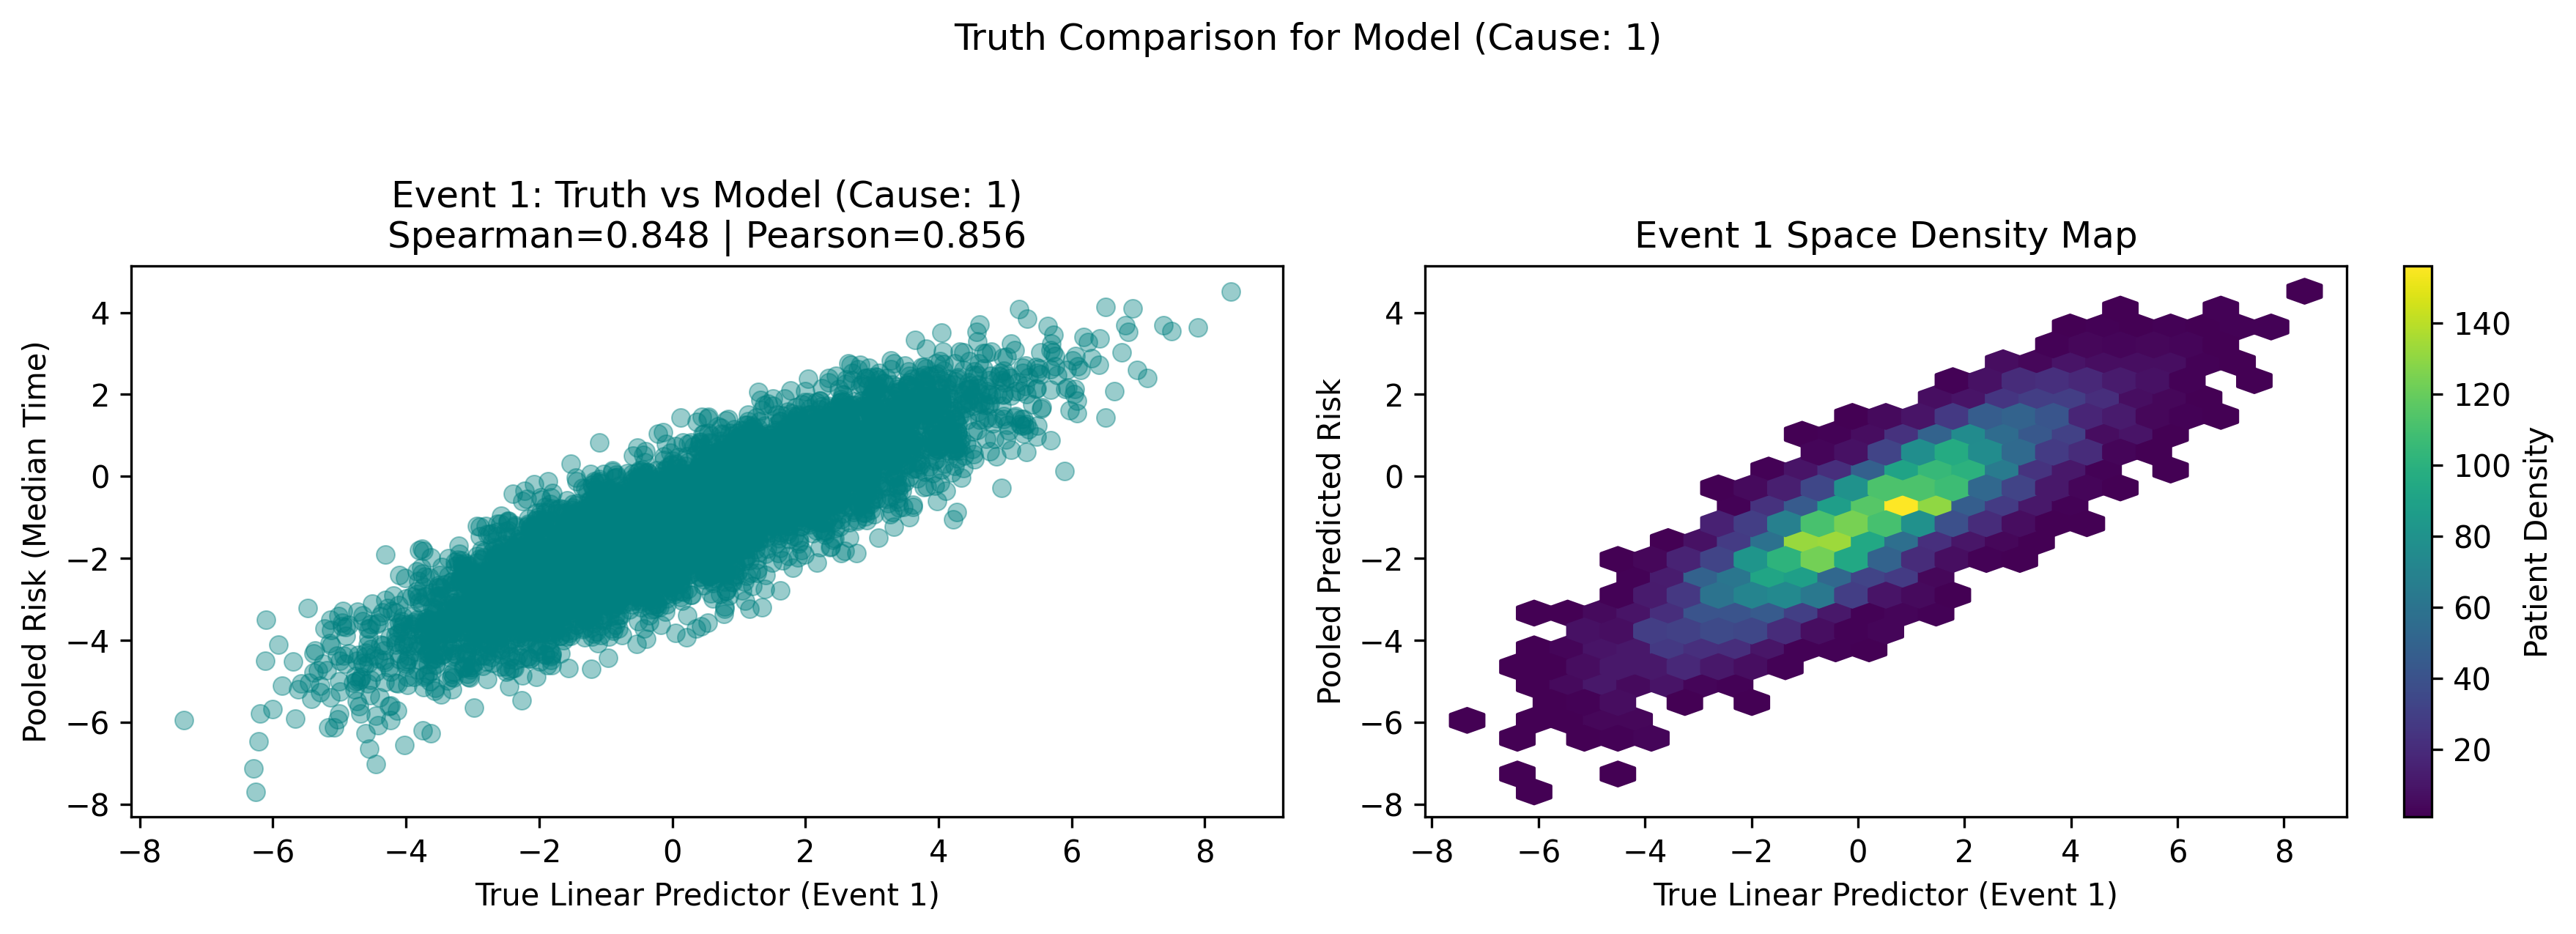 Truth Comparison for Model (Cause: 1)
Event 1: Truth vs Model (Cause: 1)
Spearman=0.848 | Pearson=0.856
Pooled Risk (Median Time)
4
2
0
−2
−4
−6
−8
−8 −6 −4 −2 0 2 4 6 8
True Linear Predictor (Event 1)
Event 1 Space Density Map
Pooled Predicted Risk
4
2
0
−2
−4
−6
−8
−8 −6 −4 −2 0 2 4 6 8
True Linear Predictor (Event 1)
140
120
100
80
60
40
20
Patient Density